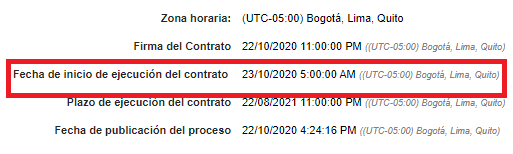 Zona horaria: (UTC-05:00) Bogotá, Lima, Quito
Firma del Contrato 22/10/2020 11:00:00 PM ((UTC-05:00) Bogotá, Lima, Quito)
Fecha de inicio de ejecución del contrato 23/10/2020 5:00:00 AM ((UTC-05:00) Bogotá, Lima, Quito)
Plazo de ejecución del contrato 22/08/2021 11:00:00 PM ((UTC-05:00) Bogotá, Lima, Quito)
Fecha de publicación del proceso 22/10/2020 4:24:16 PM ((UTC-05:00) Bogotá, Lima, Quito)